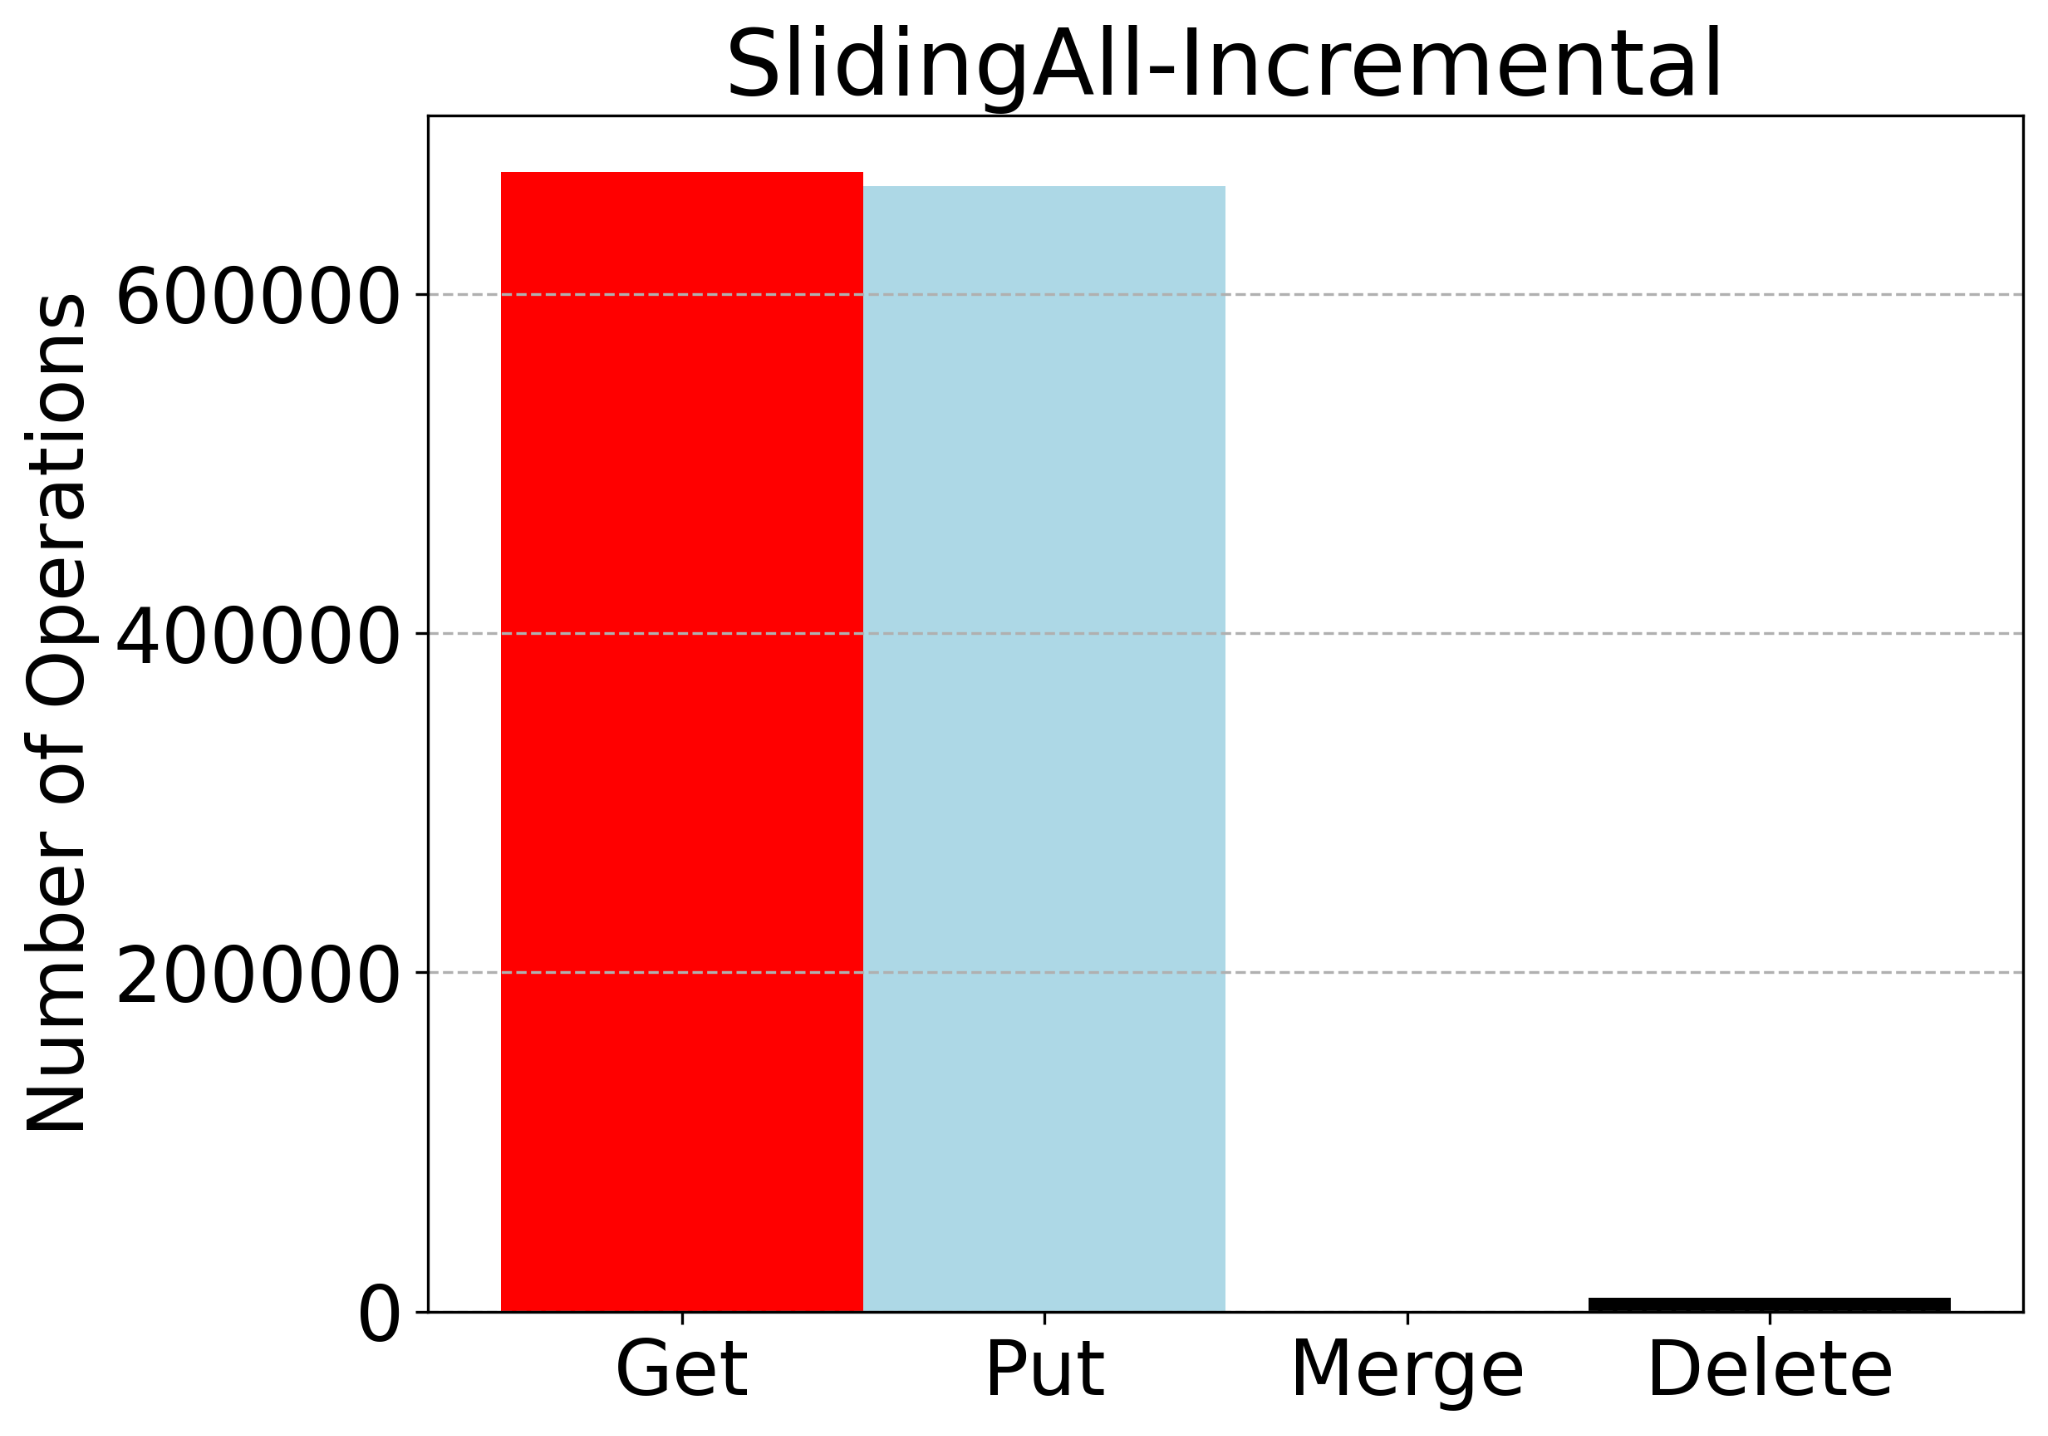 SlidingAll-Incremental
Number of Operations
600000
400000
200000
0
Get Put Merge Delete